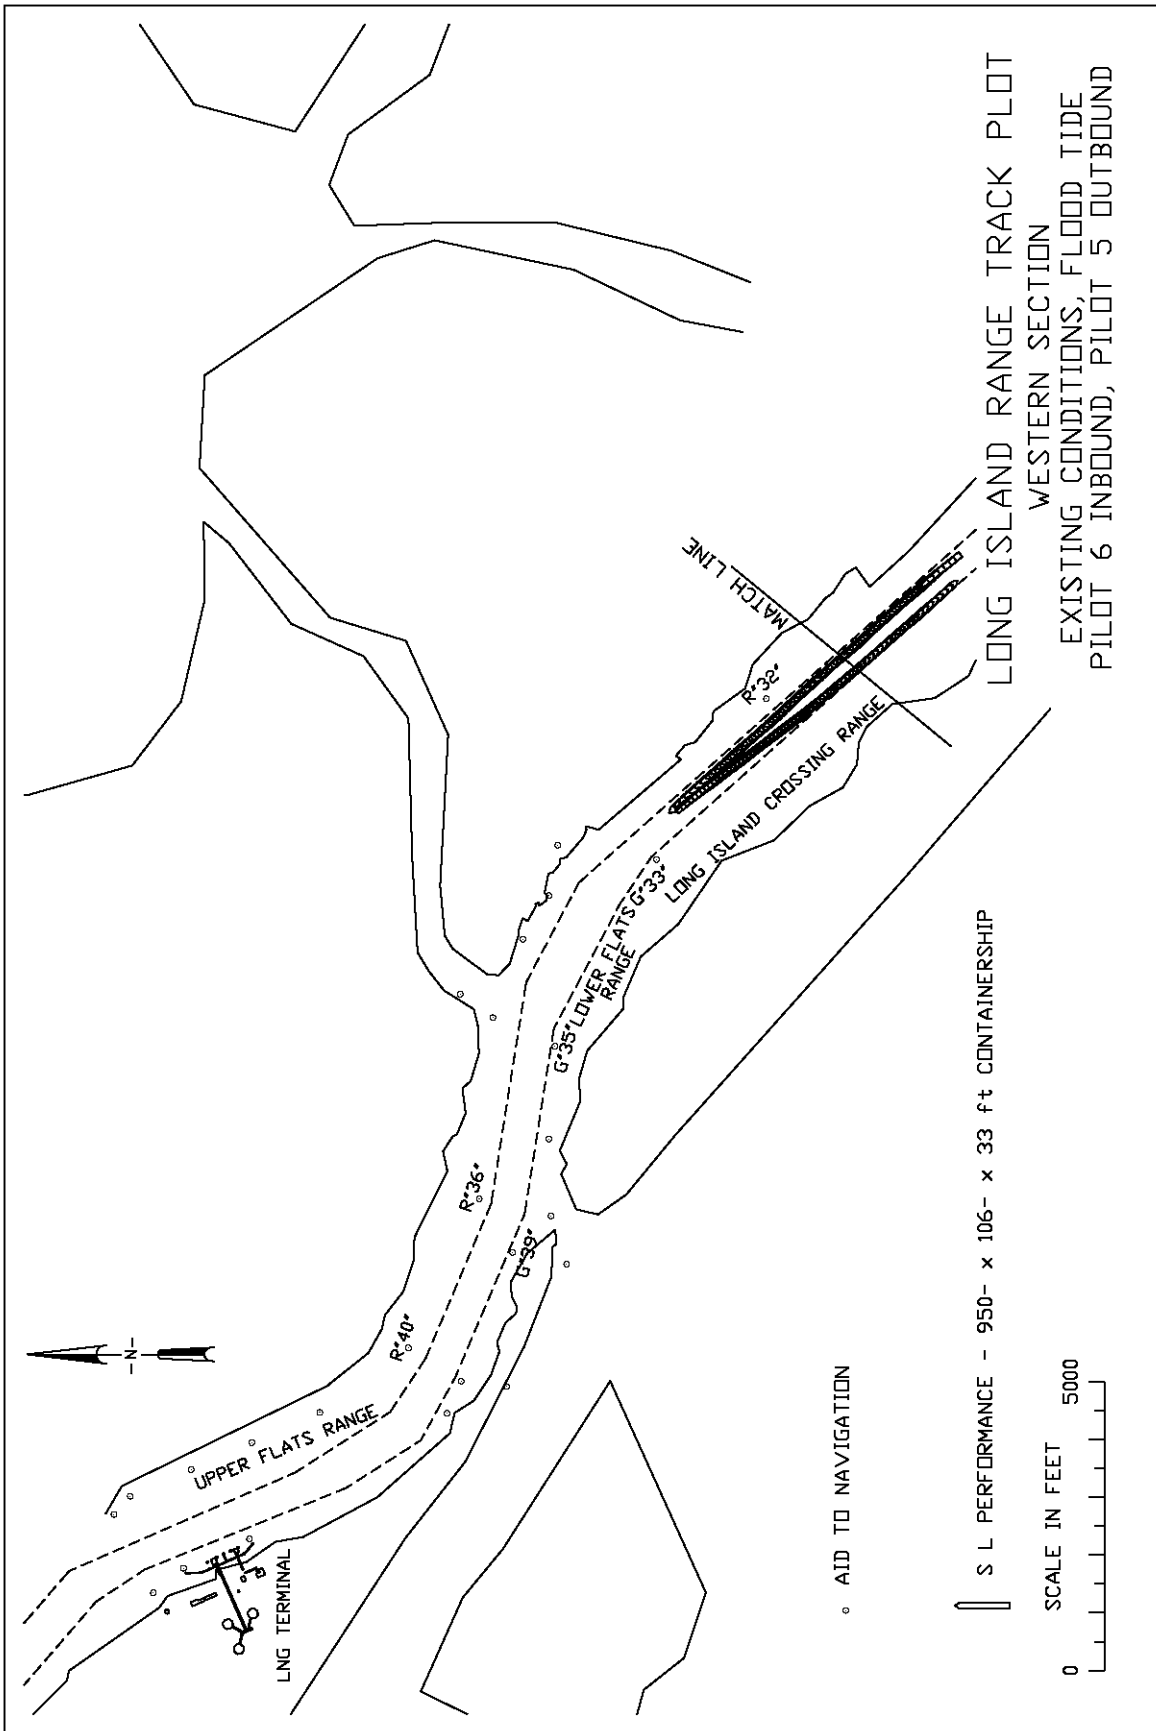 -N-
UPPER FLATS RANGE
LNG TERMINAL
R"40"
R"36"
G"39"
G"35"
LOWER FLATS
RANGE
G"33"
LONG ISLAND CROSSING RANGE
R"32"
MATCH LINE
AID TO NAVIGATION
S L PERFORMANCE - 950- x 106- x 33 ft CONTAINERSHIP
SCALE IN FEET
0 5000
LONG ISLAND RANGE TRACK PLOT
WESTERN SECTION
EXISTING CONDITIONS, FLOOD TIDE
PILOT 6 INBOUND, PILOT 5 OUTBOUND